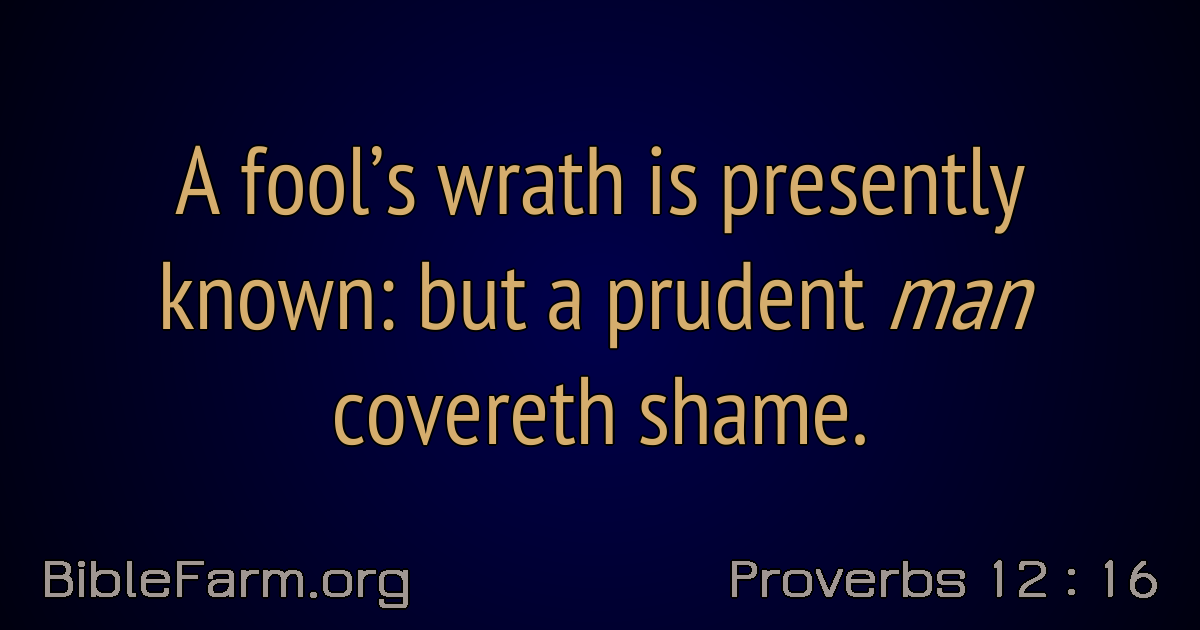 A fool’s wrath is presently
known: but a prudent man
covereth shame.
BibleFarm.org
Proverbs 12 : 16